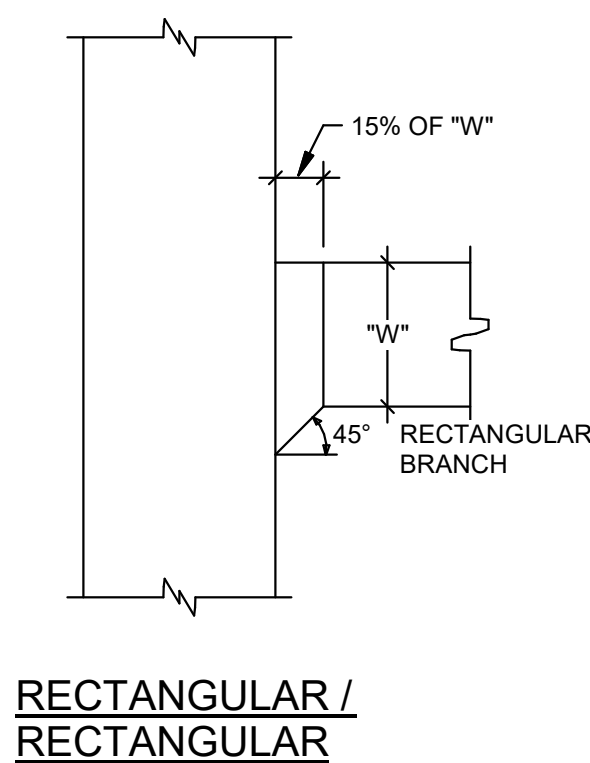 15% OF "W"
"W"
45°
RECTANGULAR
BRANCH
RECTANGULAR /
RECTANGULAR